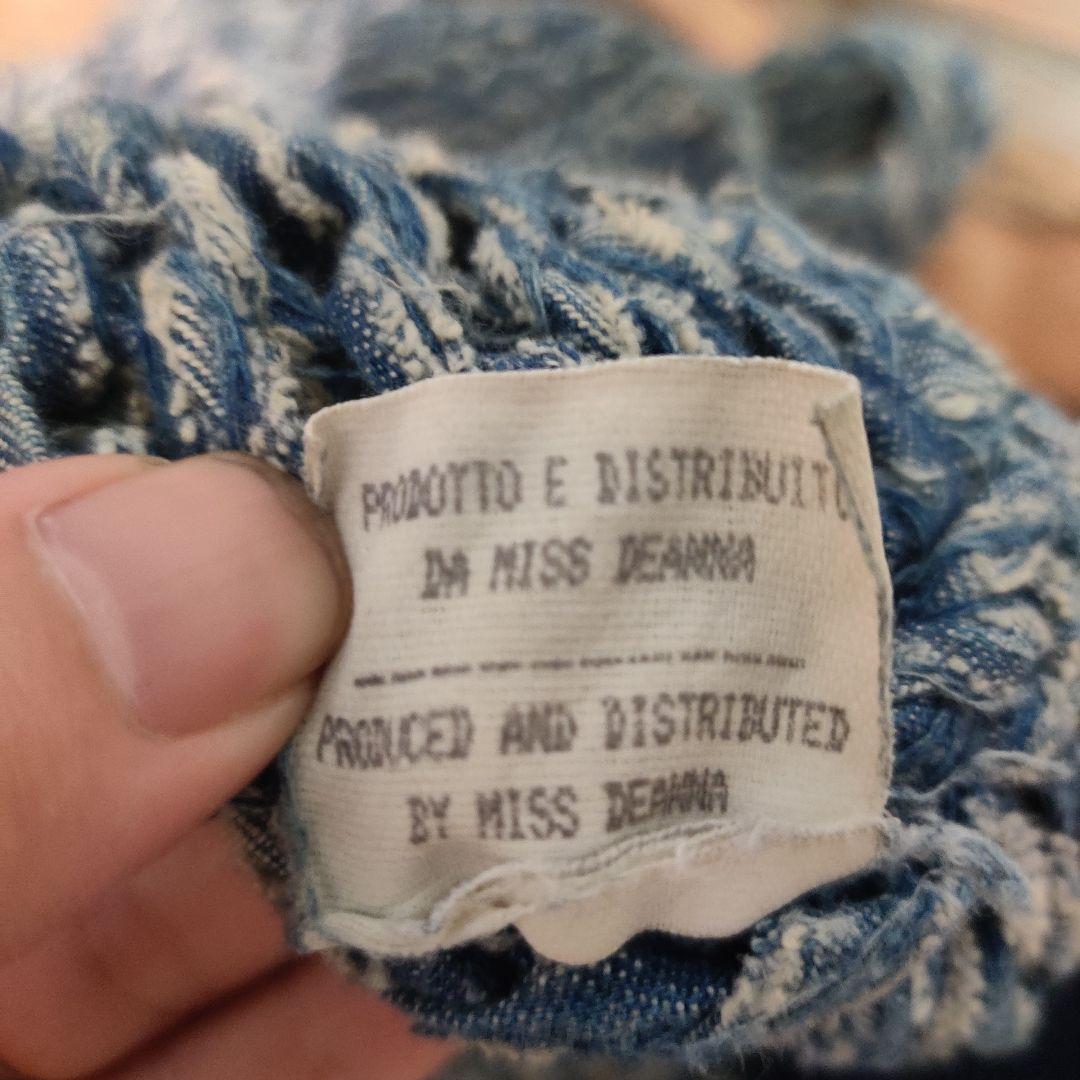 PRODOTTO E DISTRIBUITO
DA MISS DEANNA
PRODUCED AND DISTRIBUTED
BY MISS DEANNA